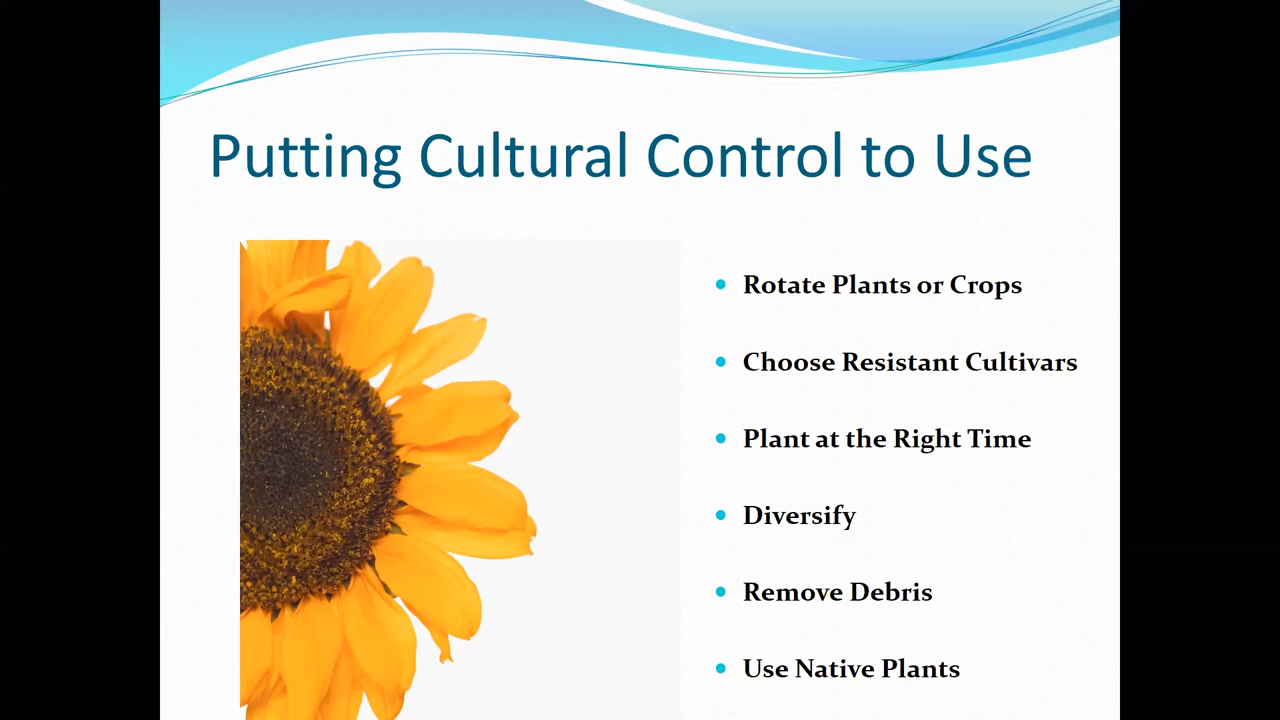 Putting Cultural Control to Use
Rotate Plants or Crops
Choose Resistant Cultivars
Plant at the Right Time
Diversify
Remove Debris
Use Native Plants